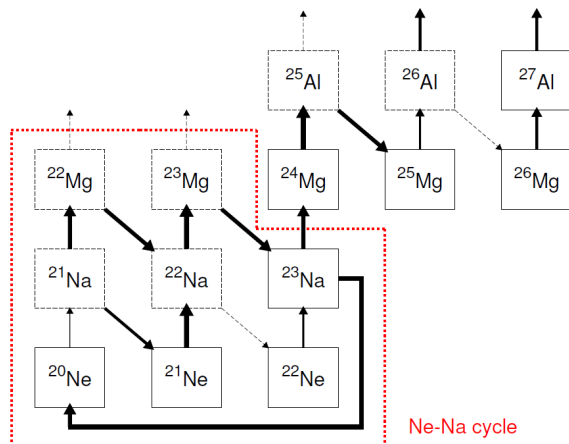 ²⁵Al ²⁶Al ²⁷Al
²²Mg ²³Mg ²⁴Mg ²⁵Mg ²⁶Mg
²¹Na ²²Na ²³Na
²⁰Ne ²¹Ne ²²Ne
Ne-Na cycle